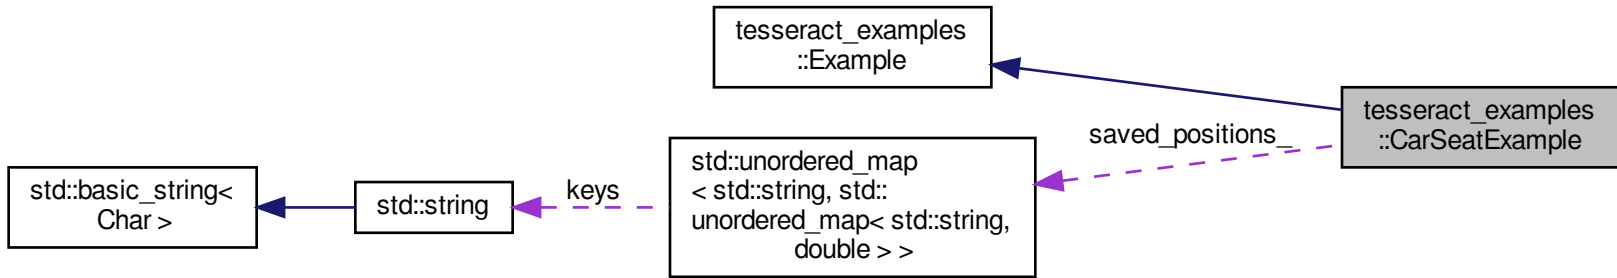 tesseract_examples
::Example
tesseract_examples
::CarSeatExample
saved_positions_
std::unordered_map
< std::string, std::
unordered_map< std::string,
double > >
keys
std::string
std::basic_string<
Char >